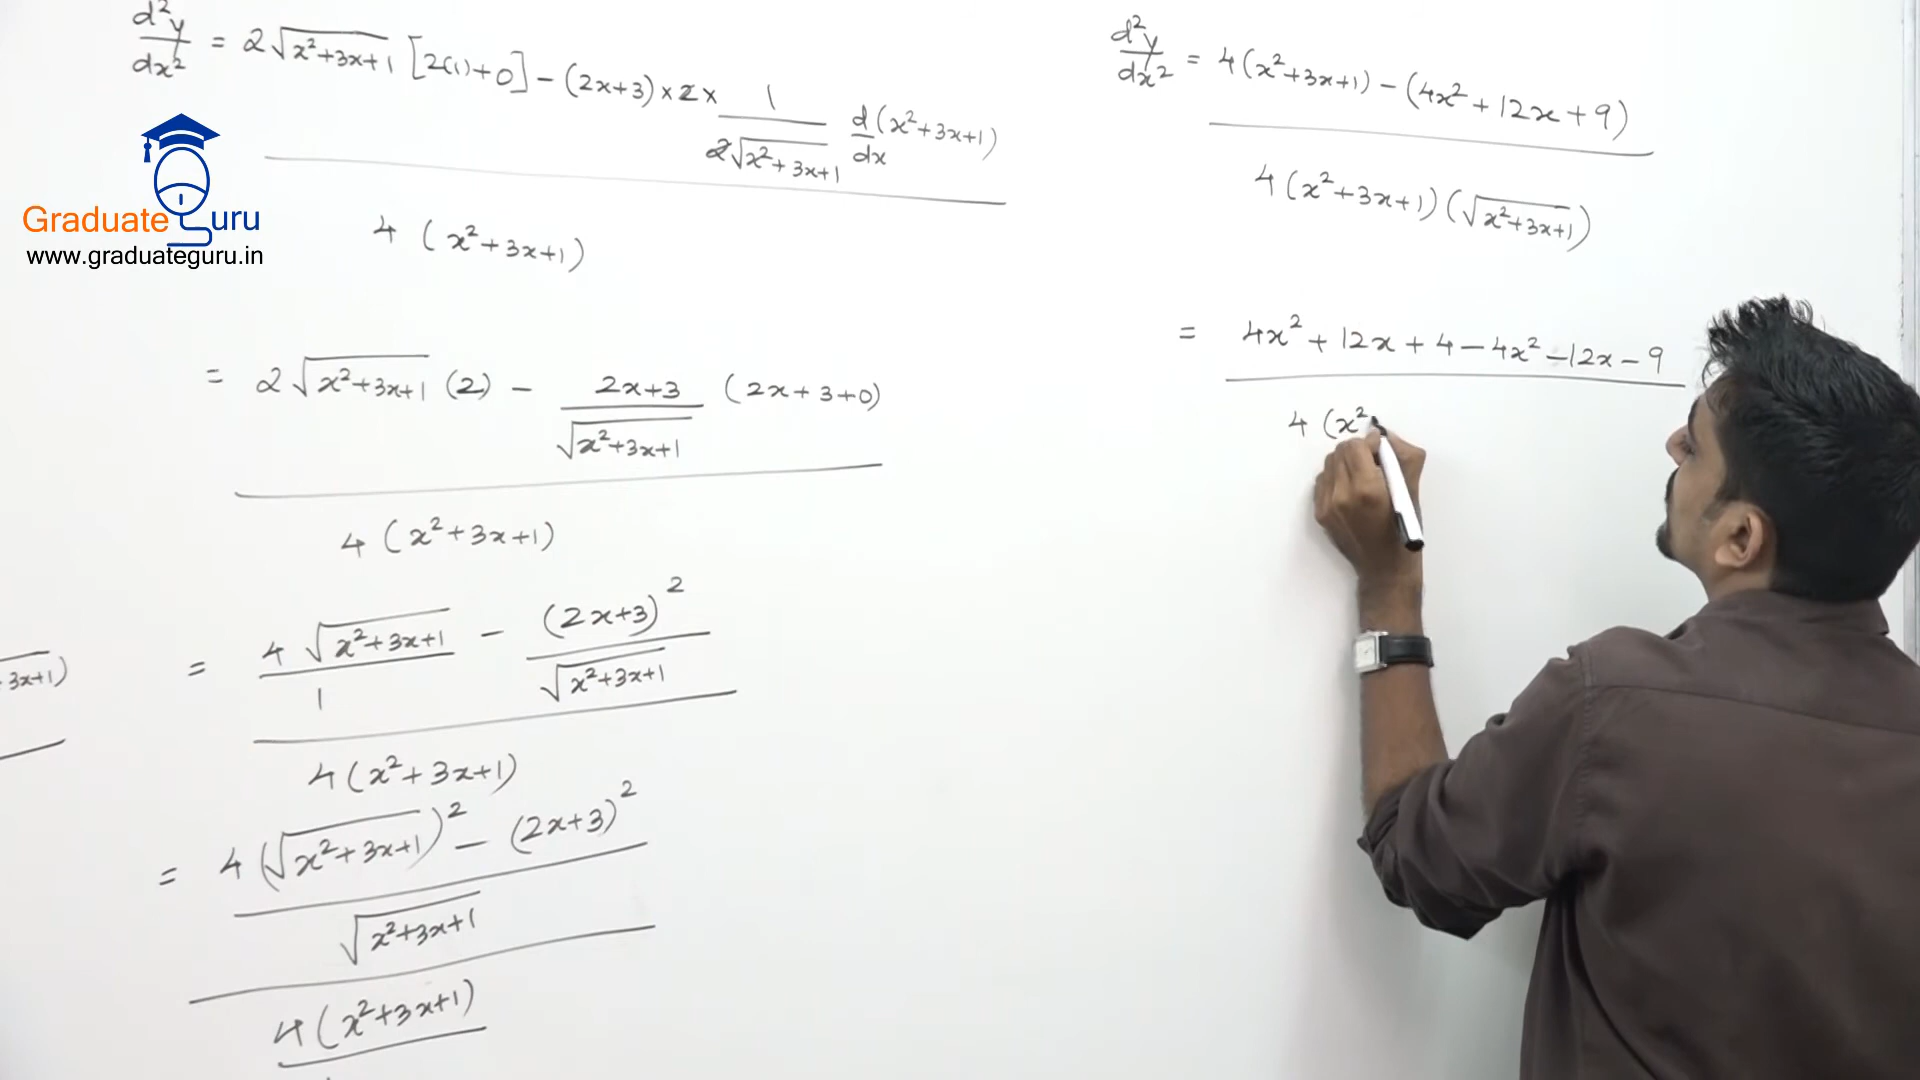 d²y/dx² = 2√(x²+3x+1) [2(1)+0] − (2x+3) × 2 × 1/(2√(x²+3x+1)) d/dx (x²+3x+1)
4 (x²+3x+1)
Graduate Guru
www.graduateguru.in
= 2√(x²+3x+1) (2) − (2x+3)/√(x²+3x+1) (2x+3+0)
4 (x²+3x+1)
3x+1)
= 4√(x²+3x+1)/1 − (2x+3)²/√(x²+3x+1)
4(x²+3x+1)
= 4(√(x²+3x+1))² − (2x+3)²
√(x²+3x+1)
4(x²+3x+1)
d²y/dx² = 4(x²+3x+1) − (4x²+12x+9)
4(x²+3x+1)(√(x²+3x+1))
= 4x²+12x+4−4x²−12x−9
4 (x²